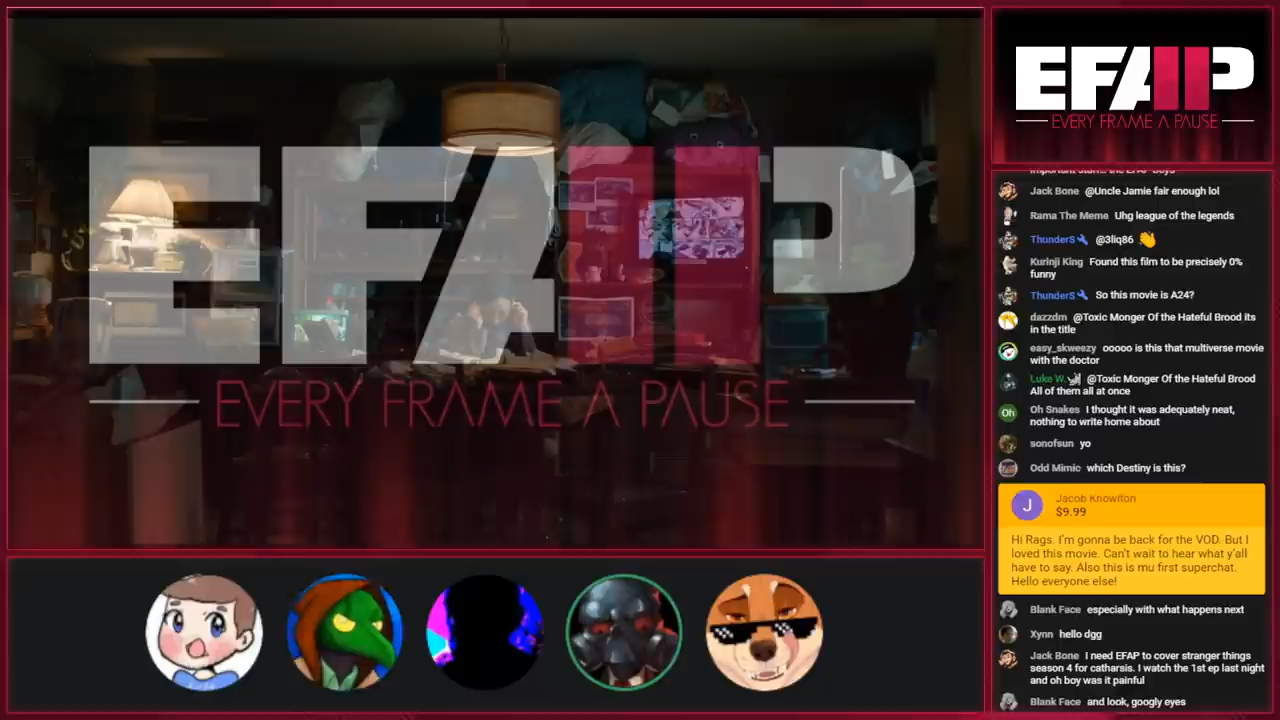 EFAP
EVERY FRAME A PAUSE
EFAP
EVERY FRAME A PAUSE
Jack Bone @Uncle Jamie fair enough lol
Rama The Meme Uhg league of the legends
ThunderS @3liq86 👏
Kurinji King Found this film to be precisely 0%
funny
ThunderS So this movie is A24?
dazzdm @Toxic Monger Of the Hateful Brood its
in the title
easy_skweezy ooooo is this that multiverse movie
with the doctor
Luke W. @Toxic Monger Of the Hateful Brood
All of them all at once
Oh
Oh Snakes I thought it was adequately neat,
nothing to write home about
sonofsun yo
Odd Mimic which Destiny is this?
J
Jacob Knowlton
$9.99
Hi Rags. I'm gonna be back for the VOD. But I
loved this movie. Can't wait to hear what y'all
have to say. Also this is mu first superchat.
Hello everyone else!
Blank Face especially with what happens next
Xynn hello dgg
Jack Bone I need EFAP to cover stranger things
season 4 for catharsis. I watch the 1st ep last night
and oh boy was it painful
Blank Face and look, googly eyes